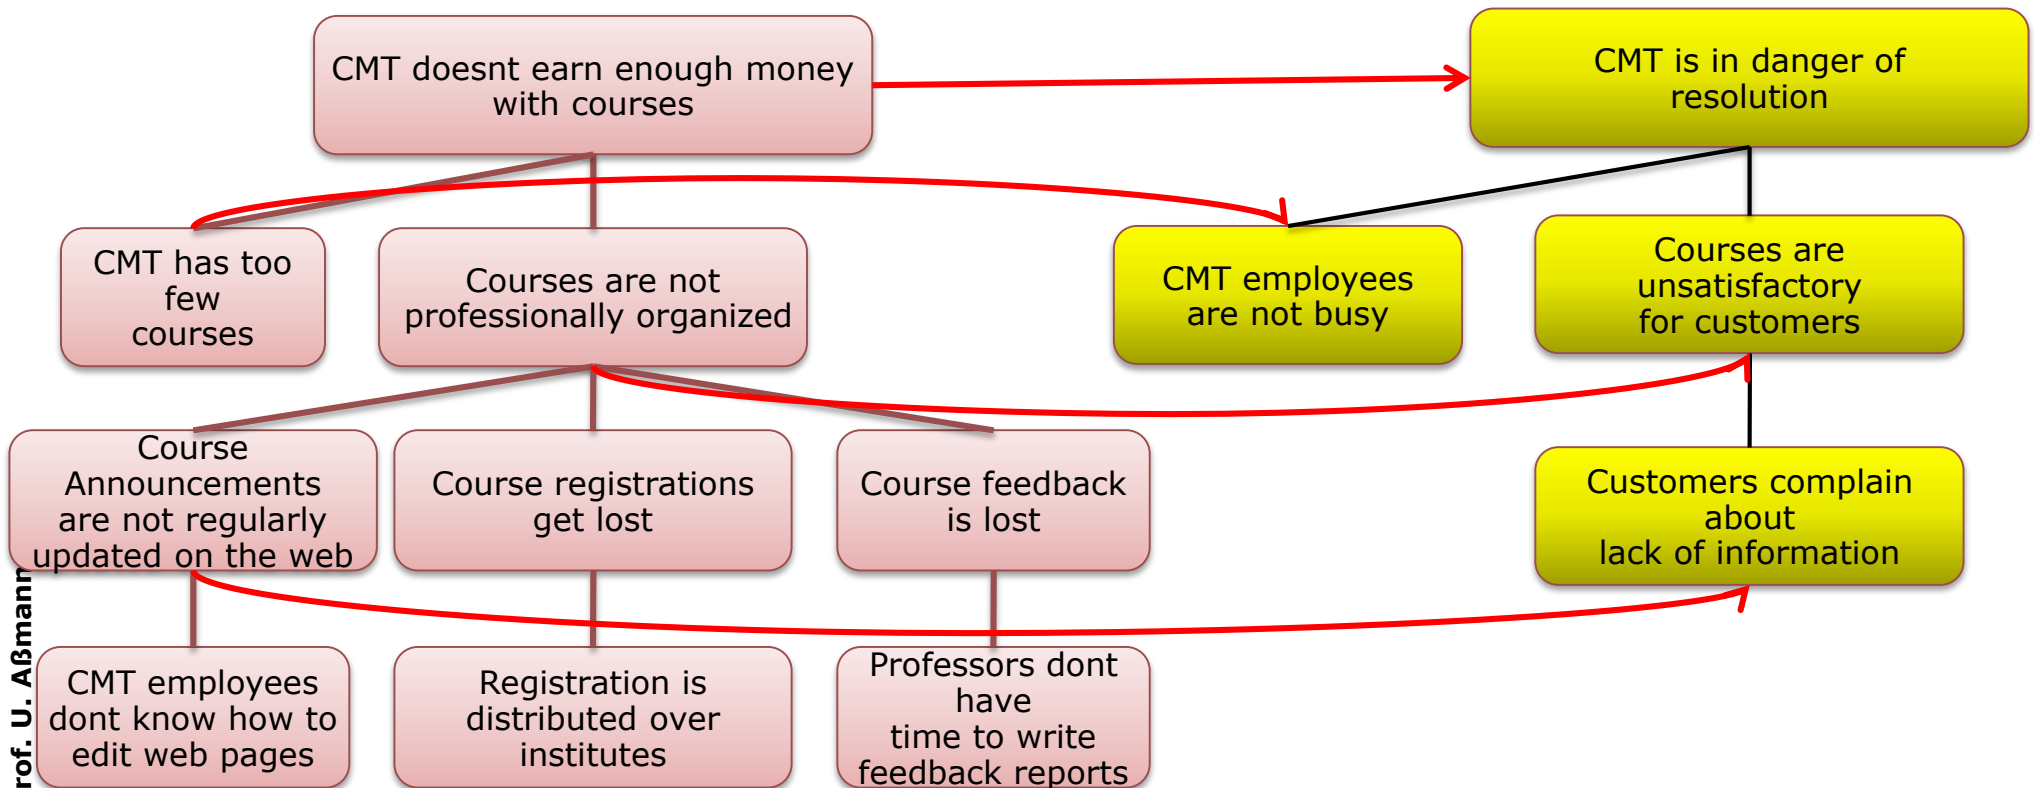 CMT doesnt earn enough money
with courses
CMT is in danger of
resolution
CMT has too
few
courses
Courses are not
professionally organized
CMT employees
are not busy
Courses are
unsatisfactory
for customers
Course
Announcements
are not regularly
updated on the web
Course registrations
get lost
Course feedback
is lost
Customers complain
about
lack of information
CMT employees
dont know how to
edit web pages
Registration is
distributed over
institutes
Professors dont
have
time to write
feedback reports
rof. U. Aßmann